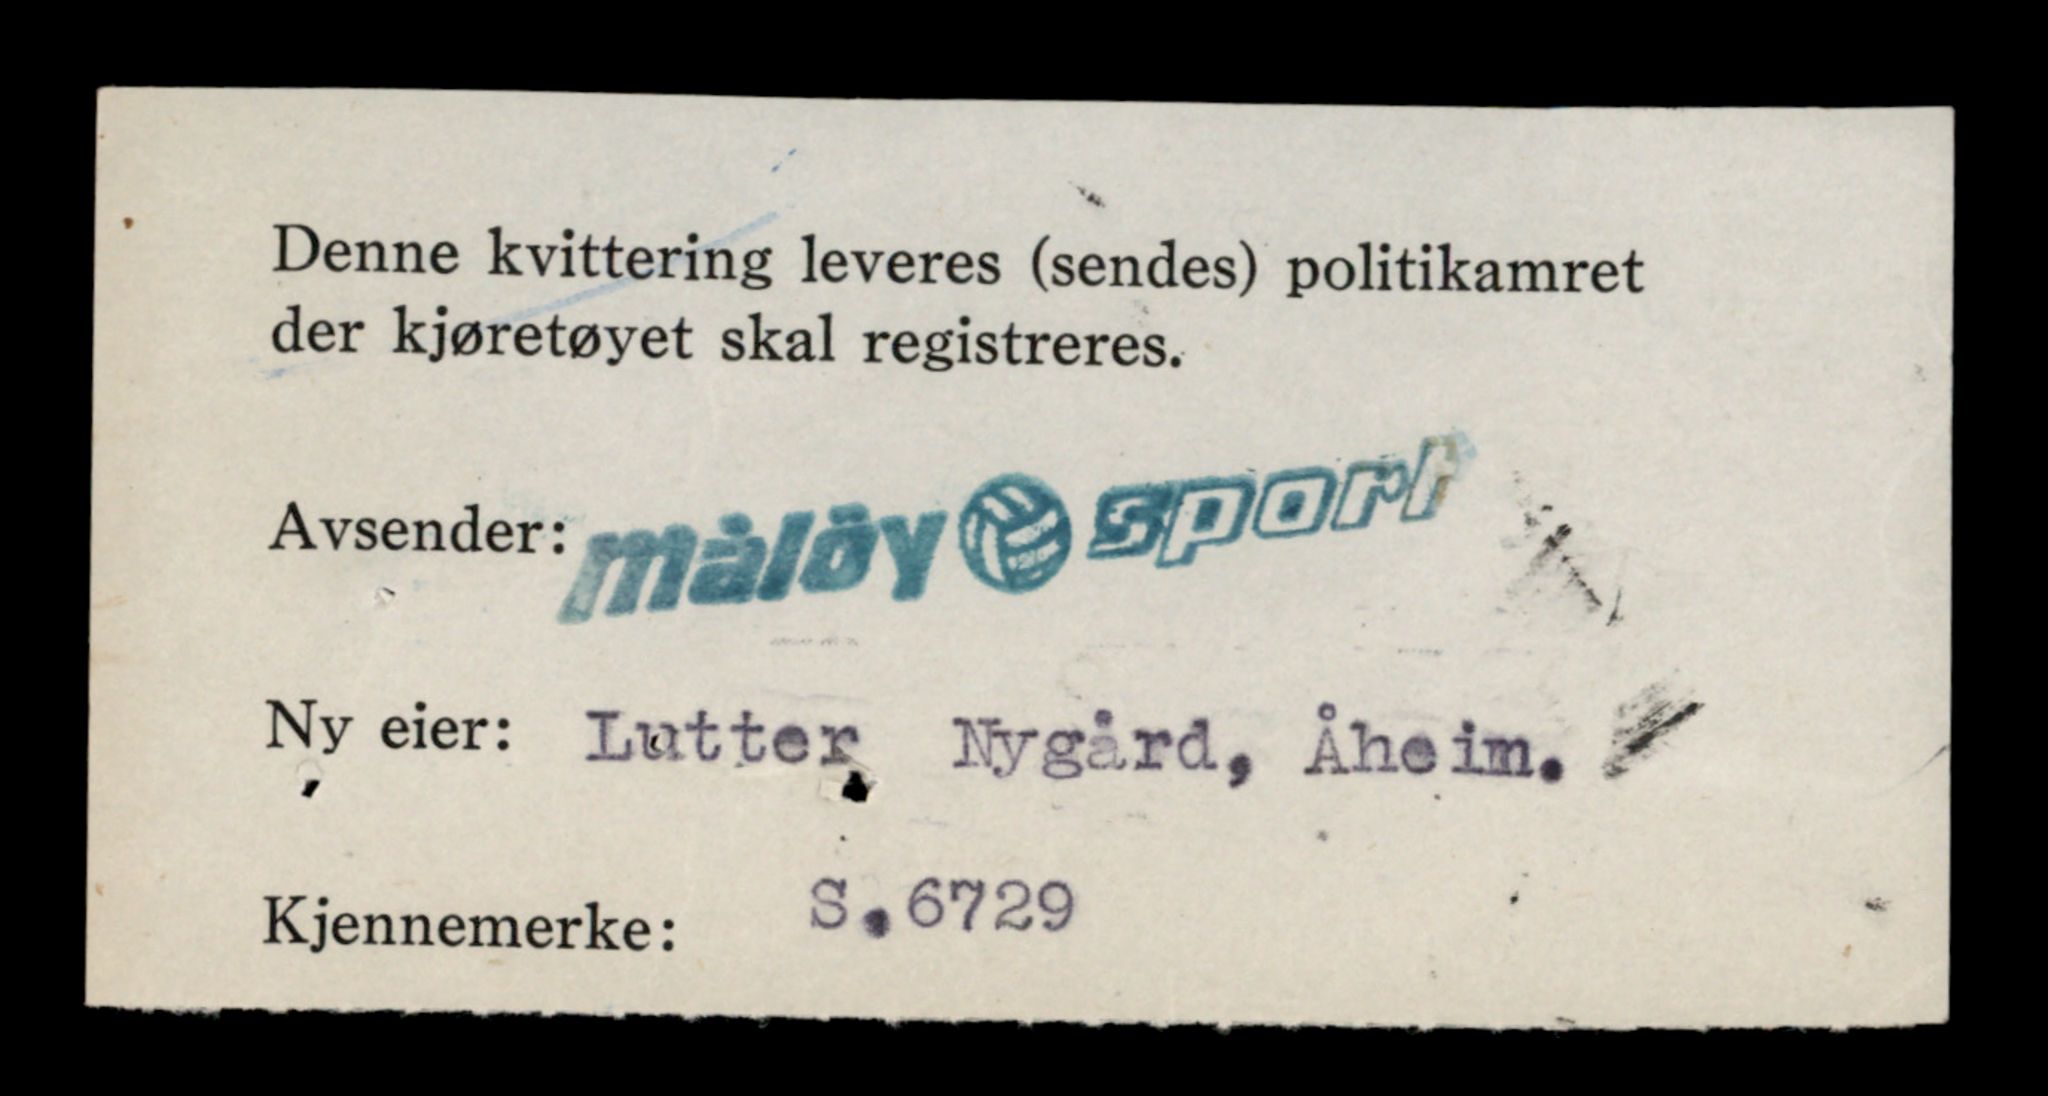 Denne kvittering leveres (sendes) politikamret
der kjøretøyet skal registreres.
Avsender: måløy sport
Ny eier: Lutter Nygård, Åheim.
Kjennemerke: S.6729